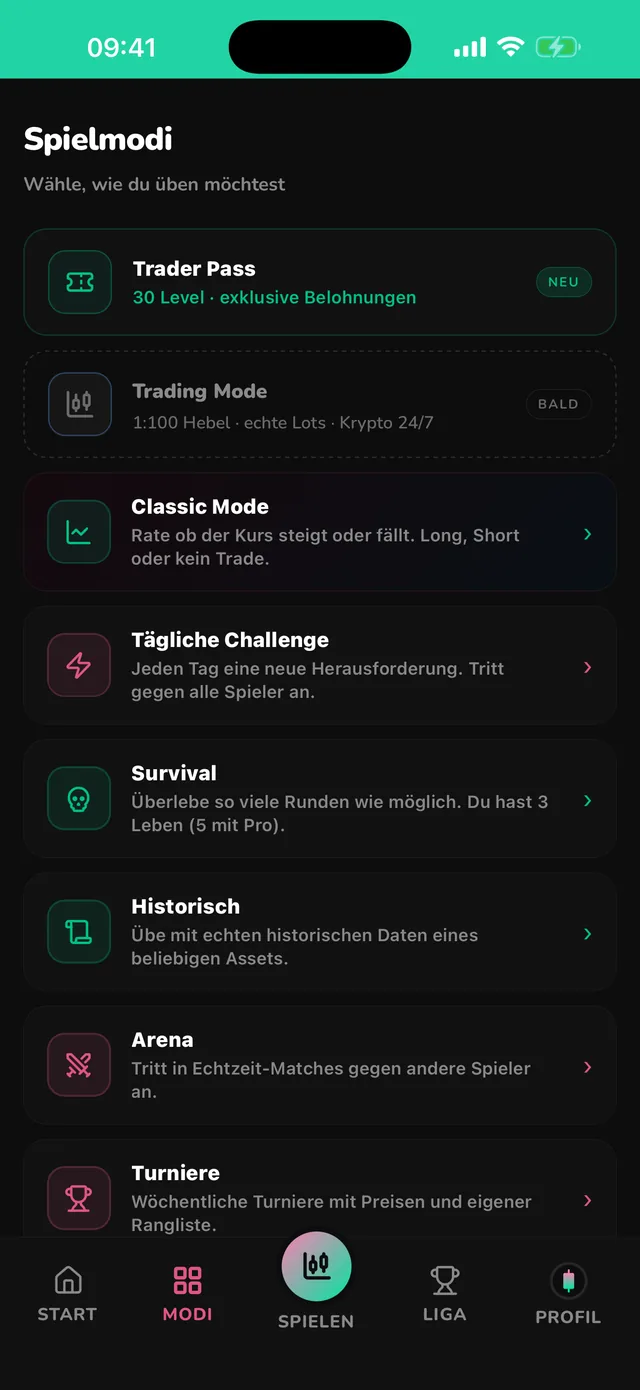 09:41
Spielmodi
Wähle, wie du üben möchtest
Trader Pass
30 Level · exklusive Belohnungen
NEU
Trading Mode
1:100 Hebel · echte Lots · Krypto 24/7
BALD
Classic Mode
Rate ob der Kurs steigt oder fällt. Long, Short
oder kein Trade.
Tägliche Challenge
Jeden Tag eine neue Herausforderung. Tritt
gegen alle Spieler an.
Survival
Überlebe so viele Runden wie möglich. Du hast 3
Leben (5 mit Pro).
Historisch
Übe mit echten historischen Daten eines
beliebigen Assets.
Arena
Tritt in Echtzeit-Matches gegen andere Spieler
an.
Turniere
Wöchentliche Turniere mit Preisen und eigener
Rangliste.
START
MODI
SPIELEN
LIGA
PROFIL